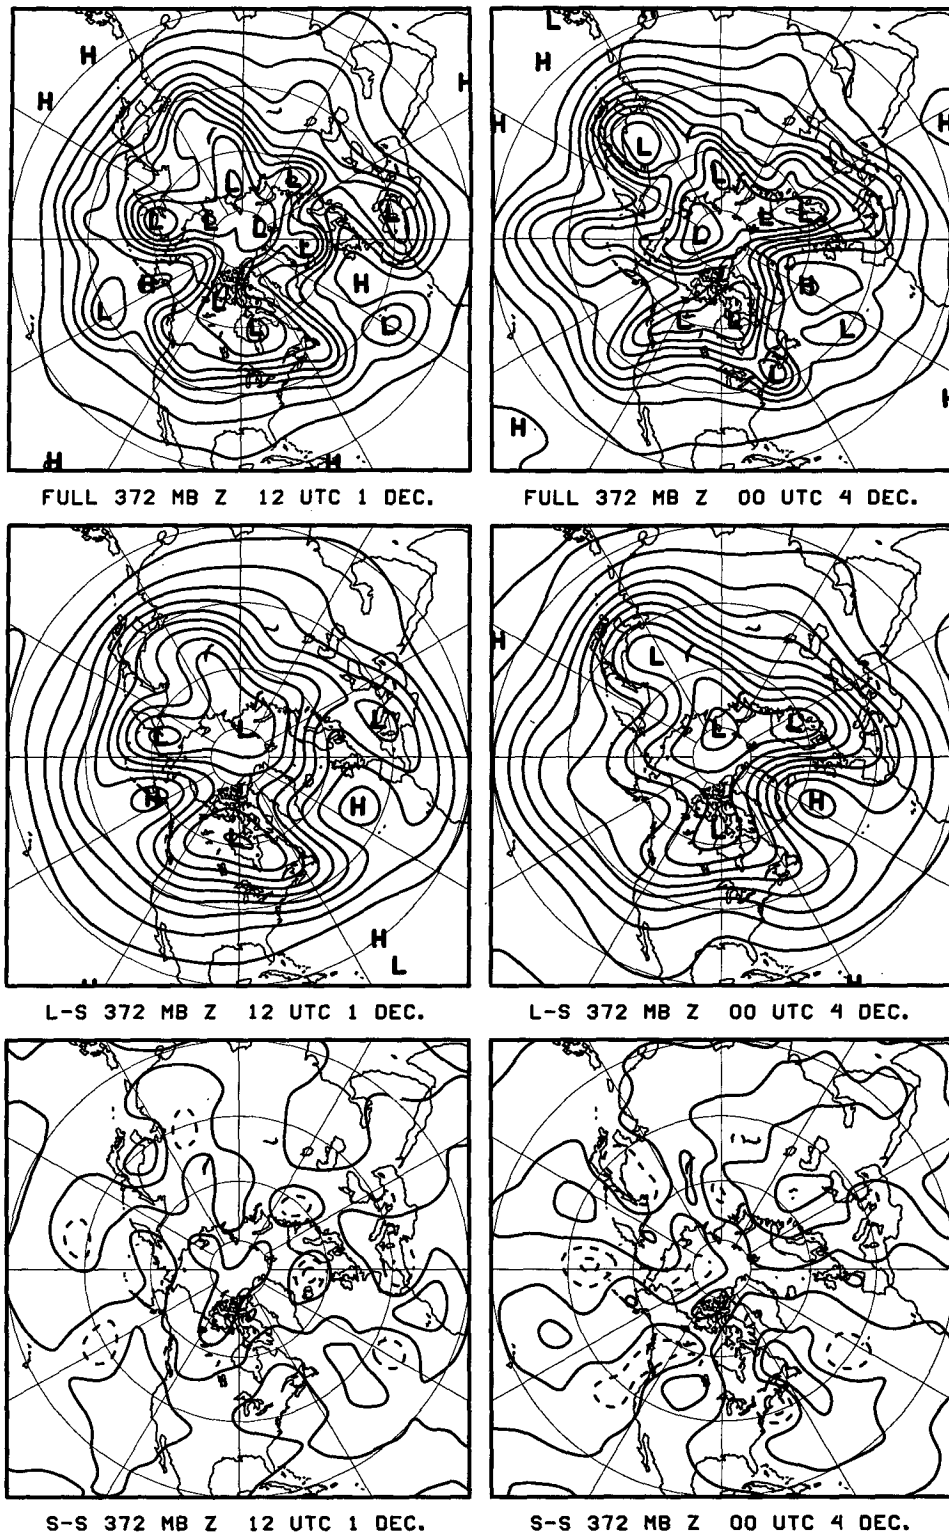 L
H H
H
H H
H
L L
L
L L L
L L
L L L
L L
L
H H
H
L
L L
L L
L L
L
H
H
H H
FULL 372 MB Z 12 UTC 1 DEC. FULL 372 MB Z 00 UTC 4 DEC.
H
L
L L
L L L
H H H
L L
H
L
H H
L-S 372 MB Z 12 UTC 1 DEC. L-S 372 MB Z 00 UTC 4 DEC.
S-S 372 MB Z 12 UTC 1 DEC. S-S 372 MB Z 00 UTC 4 DEC.